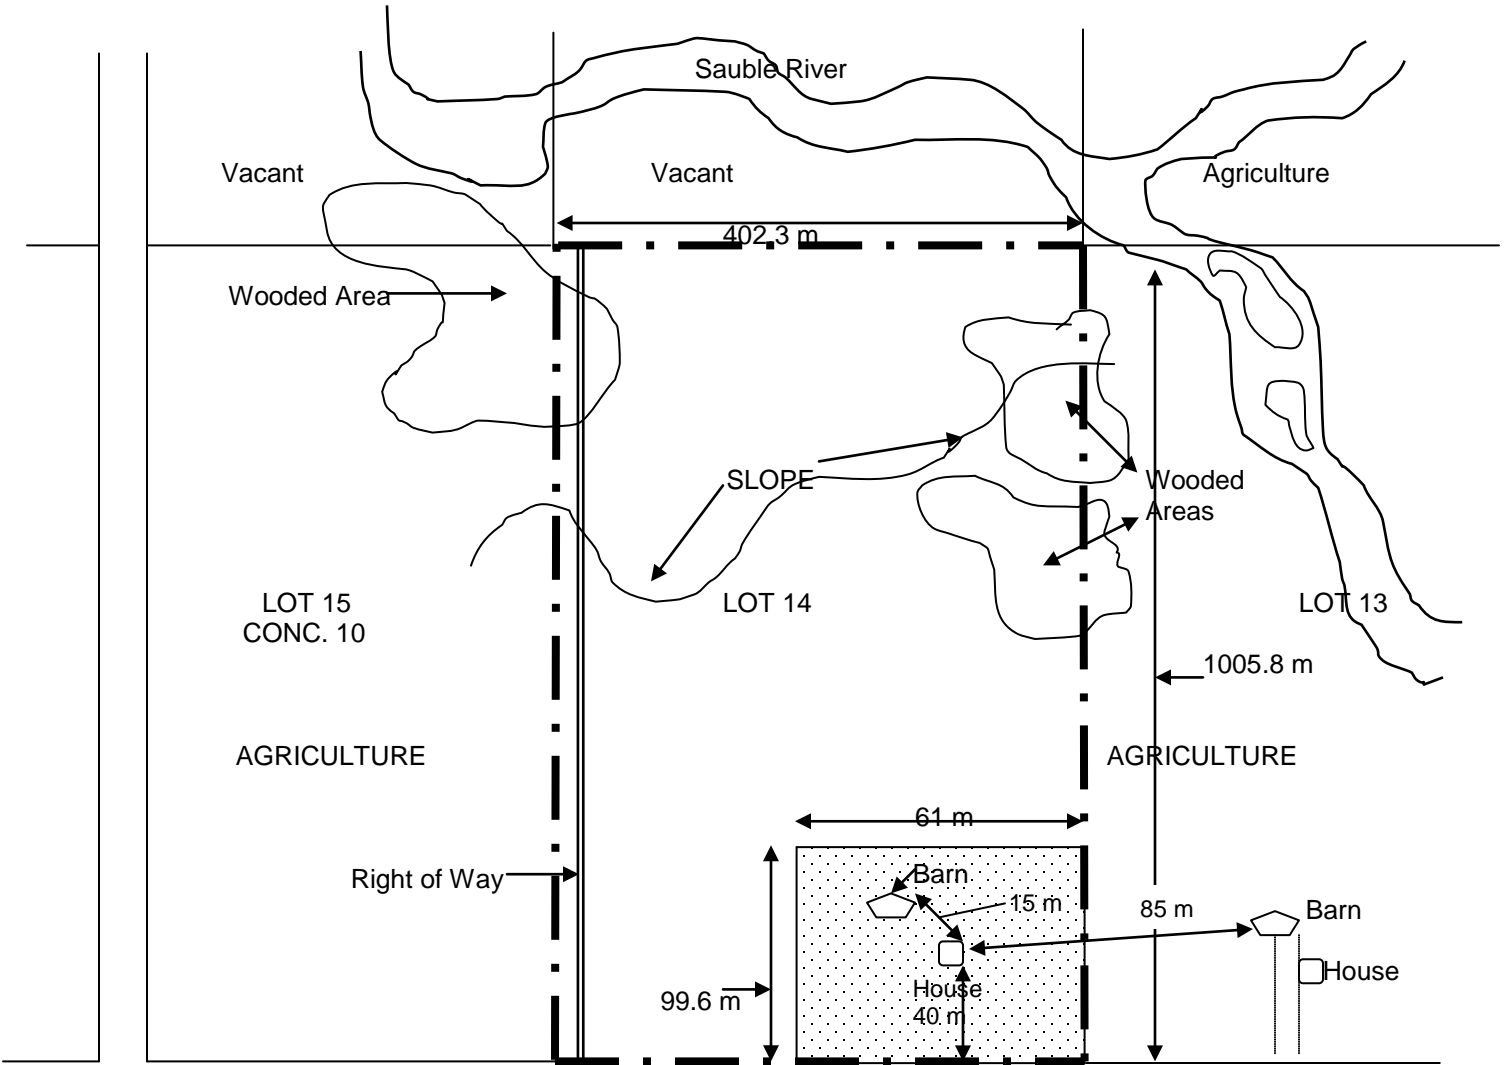 Sauble River
Vacant
Vacant
Agriculture
402.3 m
Wooded Area
SLOPE
Wooded
Areas
LOT 15
CONC. 10
LOT 14
LOT 13
1005.8 m
AGRICULTURE
AGRICULTURE
61 m
Right of Way
Barn
15 m
85 m
Barn
House
99.6 m
House
40 m